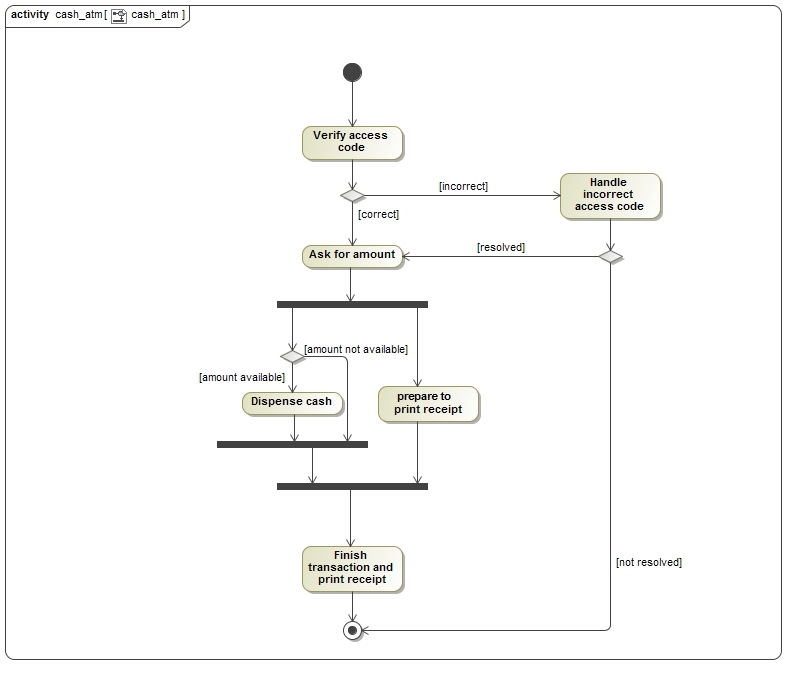 activity cash_atm[ cash_atm ]
Verify access
code
[incorrect]
Handle
incorrect
access code
[correct]
Ask for amount
[resolved]
[amount not available]
[amount available]
Dispense cash
prepare to
print receipt
Finish
transaction and
print receipt
[not resolved]